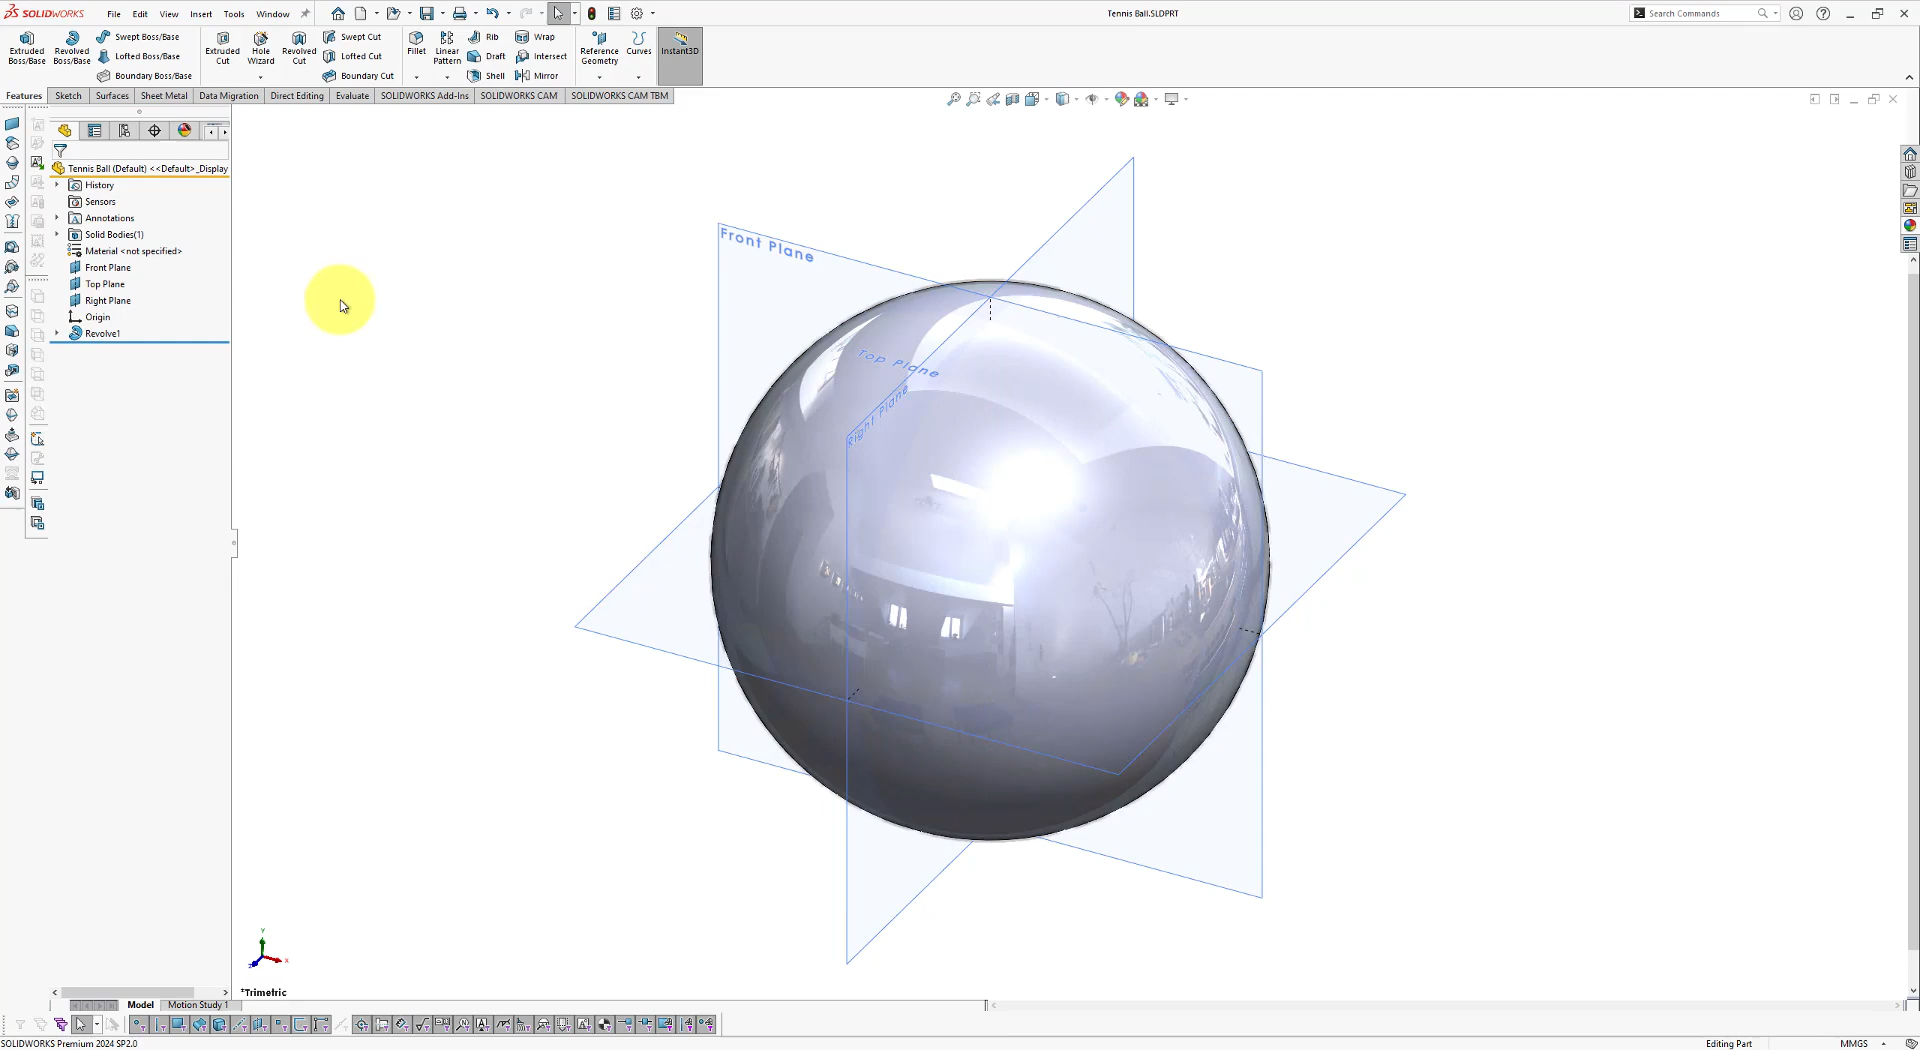 SOLIDWORKS File Edit View Insert Tools Window Tennis Ball.SLDPRT Search Commands
Extruded Boss/Base
Revolved Boss/Base
Swept Boss/Base
Lofted Boss/Base
Boundary Boss/Base
Extruded Cut
Hole Wizard
Revolved Cut
Swept Cut
Lofted Cut
Boundary Cut
Fillet
Linear Pattern
Rib
Draft
Shell
Wrap
Intersect
Mirror
Reference Geometry
Curves
Instant3D
Features Sketch Surfaces Sheet Metal Data Migration Direct Editing Evaluate SOLIDWORKS Add-Ins SOLIDWORKS CAM SOLIDWORKS CAM TBM
Tennis Ball (Default) <<Default>_Display
History
Sensors
Annotations
Solid Bodies(1)
Material <not specified>
Front Plane
Top Plane
Right Plane
Origin
Revolve1
Front Plane
Top Plane
Right Plane
Y
X
Z
*Trimetric
Model Motion Study 1
SOLIDWORKS Premium 2024 SP2.0 Editing Part MMGS